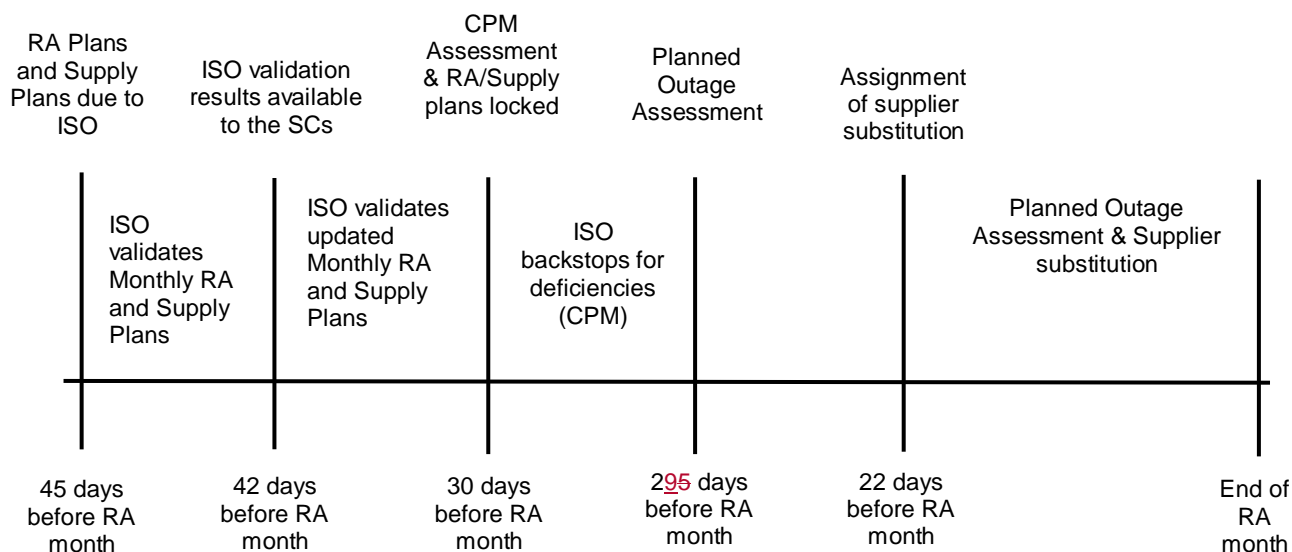 RA Plans
and Supply
Plans due to
ISO
ISO validation
results available
to the SCs
CPM
Assessment
& RA/Supply
plans locked
Planned
Outage
Assessment
Assignment
of supplier
substitution
ISO
validates
Monthly RA
and Supply
Plans
ISO validates
updated
Monthly RA
and Supply
Plans
ISO
backstops for
deficiencies
(CPM)
Planned Outage
Assessment & Supplier
substitution
45 days
before RA
month
42 days
before RA
month
30 days
before RA
month
295 days
before RA
month
22 days
before RA
month
End of
RA
month